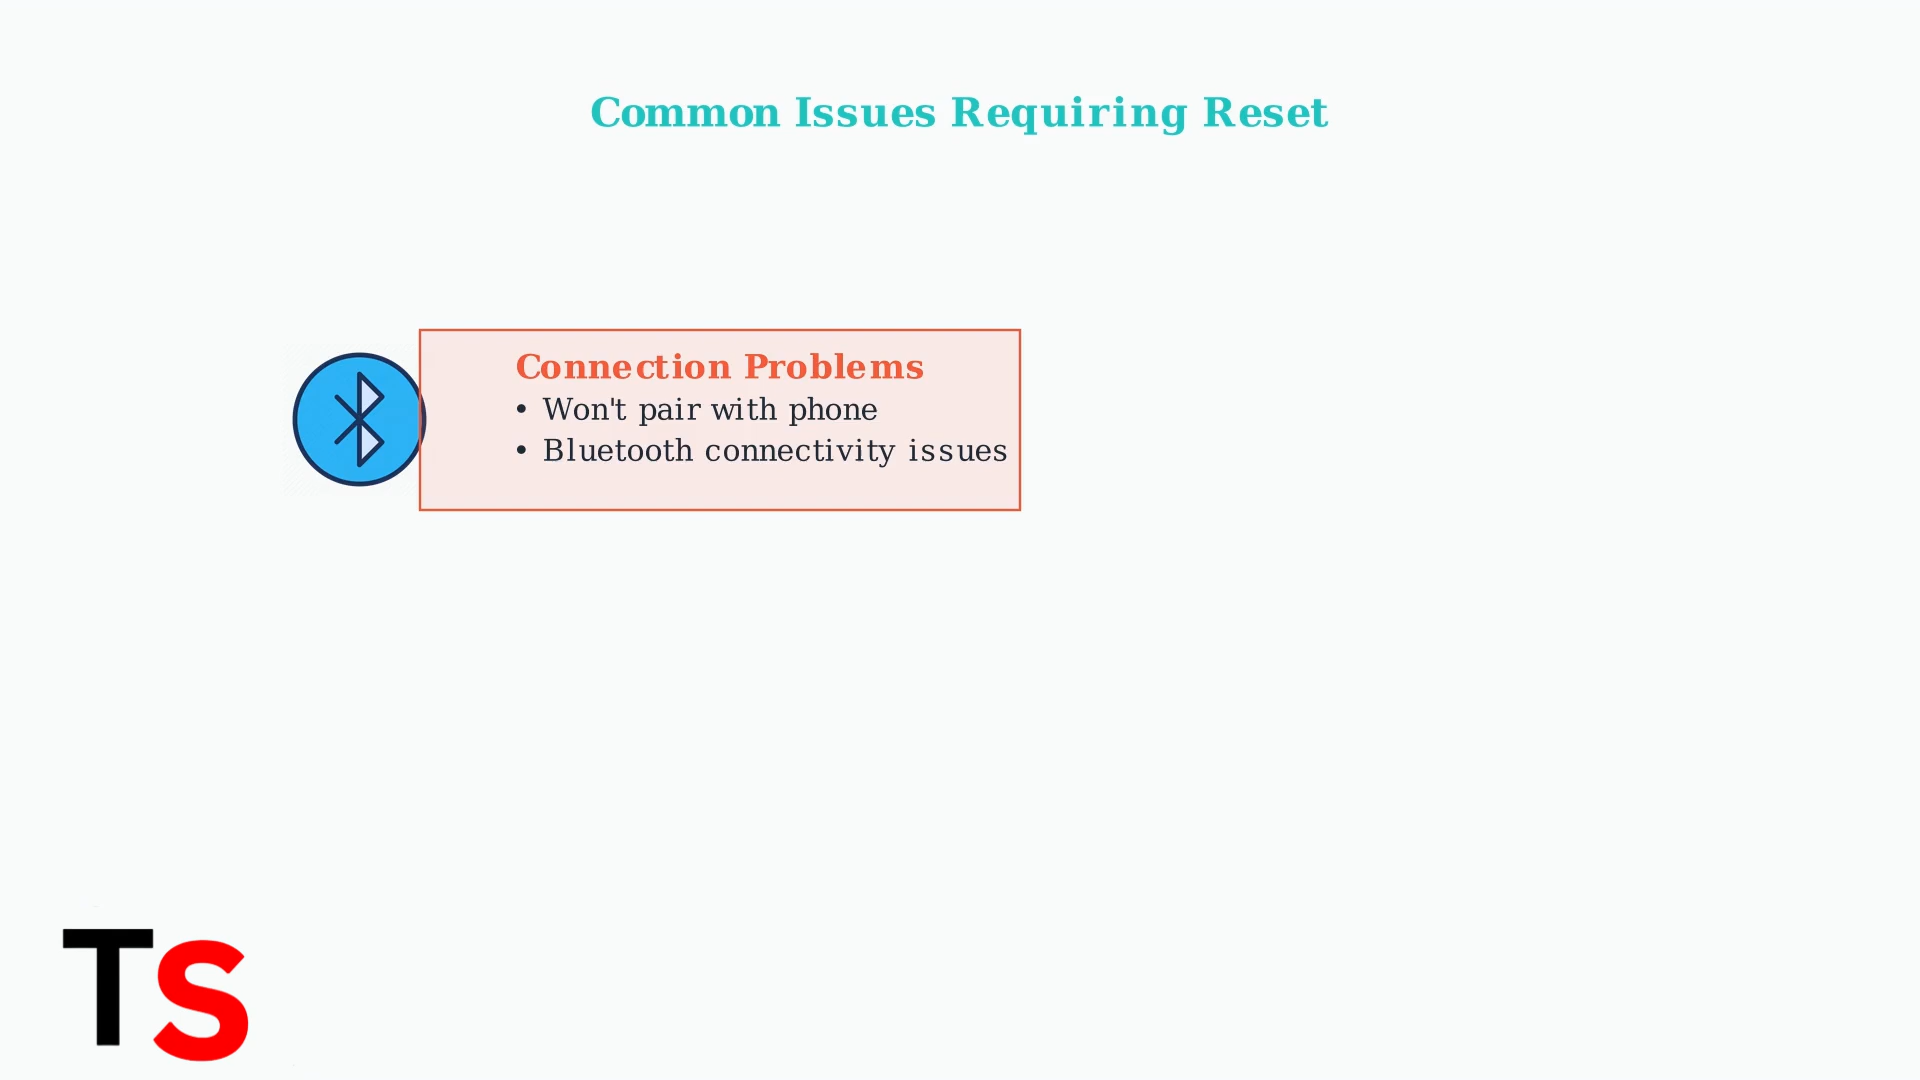 Common Issues Requiring Reset
Connection Problems
• Won't pair with phone
• Bluetooth connectivity issues
TS